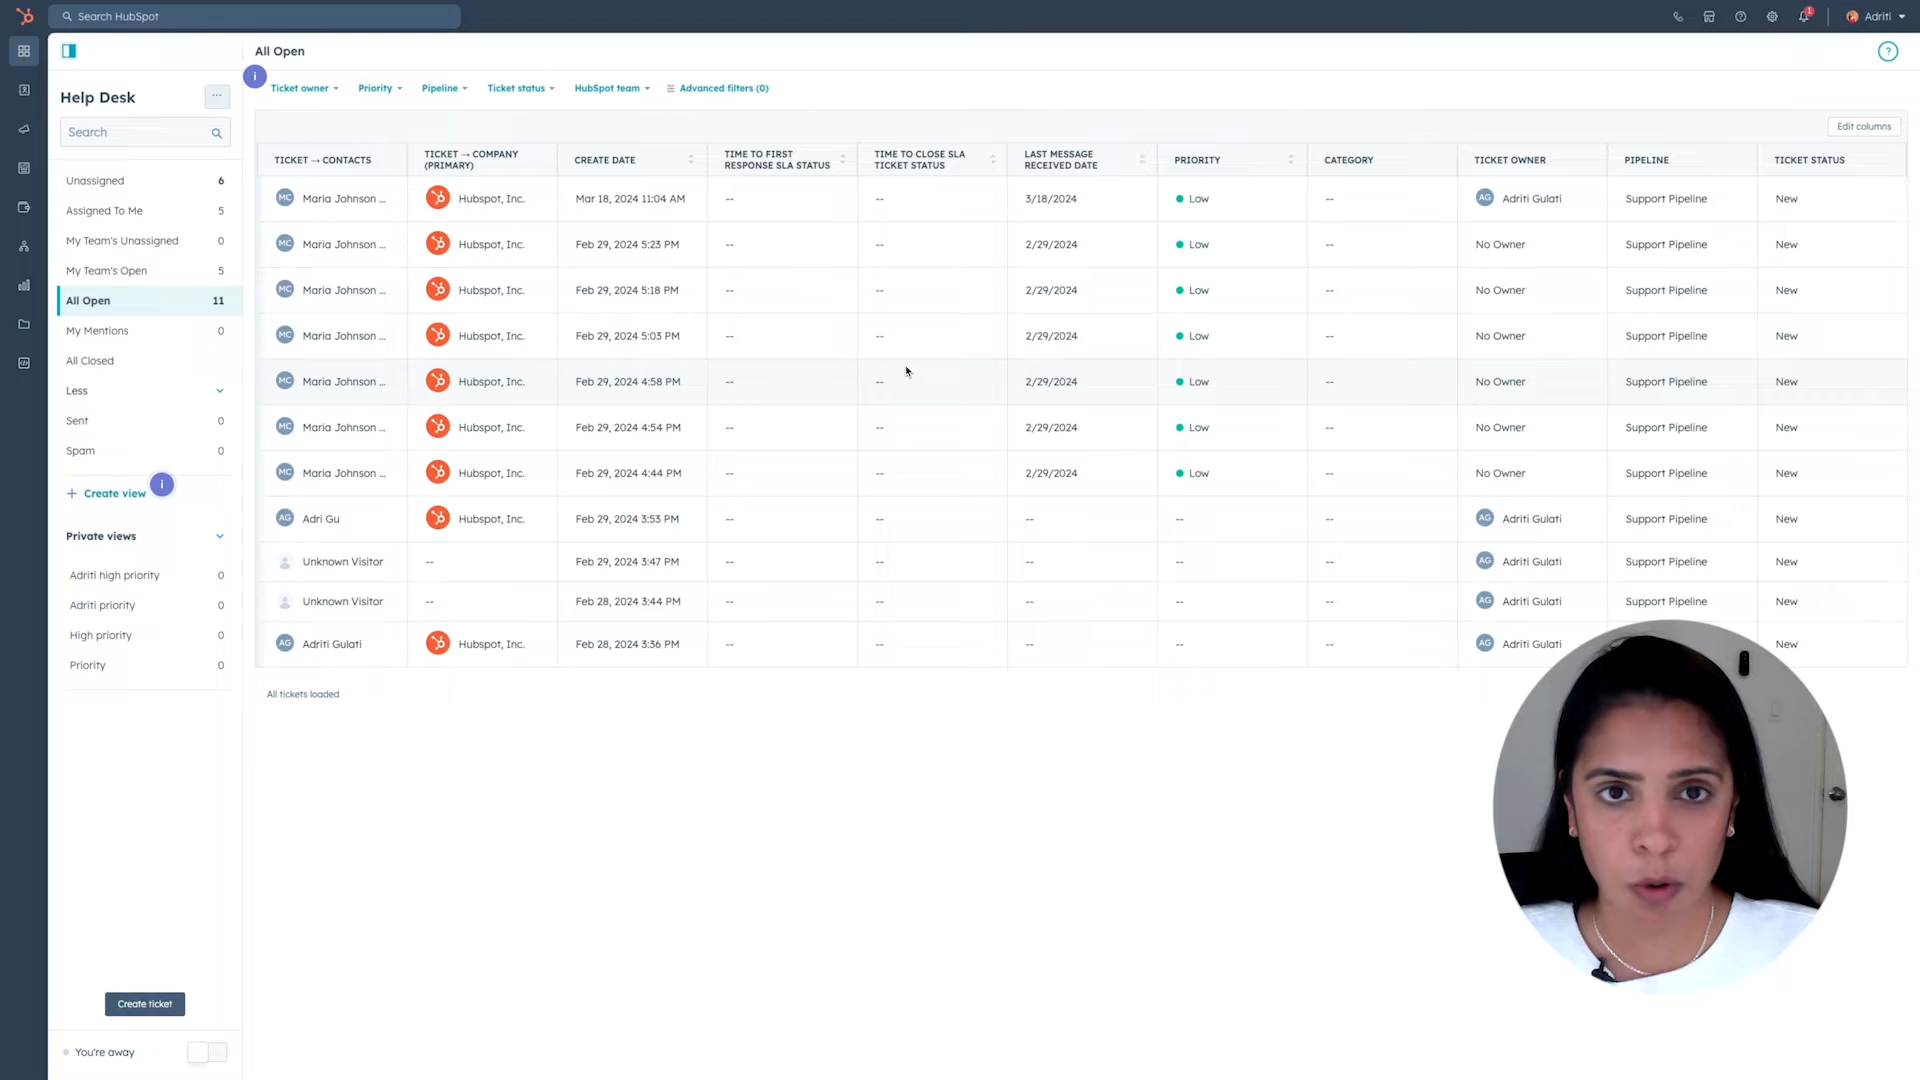 Search HubSpot
1
Adriti
All Open
?
i
Help Desk
...
Ticket owner
Priority
Pipeline
Ticket status
HubSpot team
Advanced filters (0)
Search
Edit columns
TICKET → CONTACTS
TICKET → COMPANY (PRIMARY)
CREATE DATE
TIME TO FIRST RESPONSE SLA STATUS
TIME TO CLOSE SLA TICKET STATUS
LAST MESSAGE RECEIVED DATE
PRIORITY
CATEGORY
TICKET OWNER
PIPELINE
TICKET STATUS
Unassigned 6
Assigned To Me 5
My Team's Unassigned 0
My Team's Open 5
All Open 11
My Mentions 0
All Closed
Less
Sent 0
Spam 0
+ Create view
i
Private views
Adriti high priority 0
Adriti priority 0
High priority 0
Priority 0
MC Maria Johnson ... Hubspot, Inc. Mar 18, 2024 11:04 AM -- -- 3/18/2024 Low -- AG Adriti Gulati Support Pipeline New
MC Maria Johnson ... Hubspot, Inc. Feb 29, 2024 5:23 PM -- -- 2/29/2024 Low -- No Owner Support Pipeline New
MC Maria Johnson ... Hubspot, Inc. Feb 29, 2024 5:18 PM -- -- 2/29/2024 Low -- No Owner Support Pipeline New
MC Maria Johnson ... Hubspot, Inc. Feb 29, 2024 5:03 PM -- -- 2/29/2024 Low -- No Owner Support Pipeline New
MC Maria Johnson ... Hubspot, Inc. Feb 29, 2024 4:58 PM -- -- 2/29/2024 Low -- No Owner Support Pipeline New
MC Maria Johnson ... Hubspot, Inc. Feb 29, 2024 4:54 PM -- -- 2/29/2024 Low -- No Owner Support Pipeline New
MC Maria Johnson ... Hubspot, Inc. Feb 29, 2024 4:44 PM -- -- 2/29/2024 Low -- No Owner Support Pipeline New
AG Adri Gu Hubspot, Inc. Feb 29, 2024 3:53 PM -- -- -- -- -- AG Adriti Gulati Support Pipeline New
Unknown Visitor -- Feb 29, 2024 3:47 PM -- -- -- -- -- AG Adriti Gulati Support Pipeline New
Unknown Visitor -- Feb 28, 2024 3:44 PM -- -- -- -- -- AG Adriti Gulati Support Pipeline New
AG Adriti Gulati Hubspot, Inc. Feb 28, 2024 3:36 PM -- -- -- -- -- AG Adriti Gulati New
All tickets loaded
Create ticket
You're away